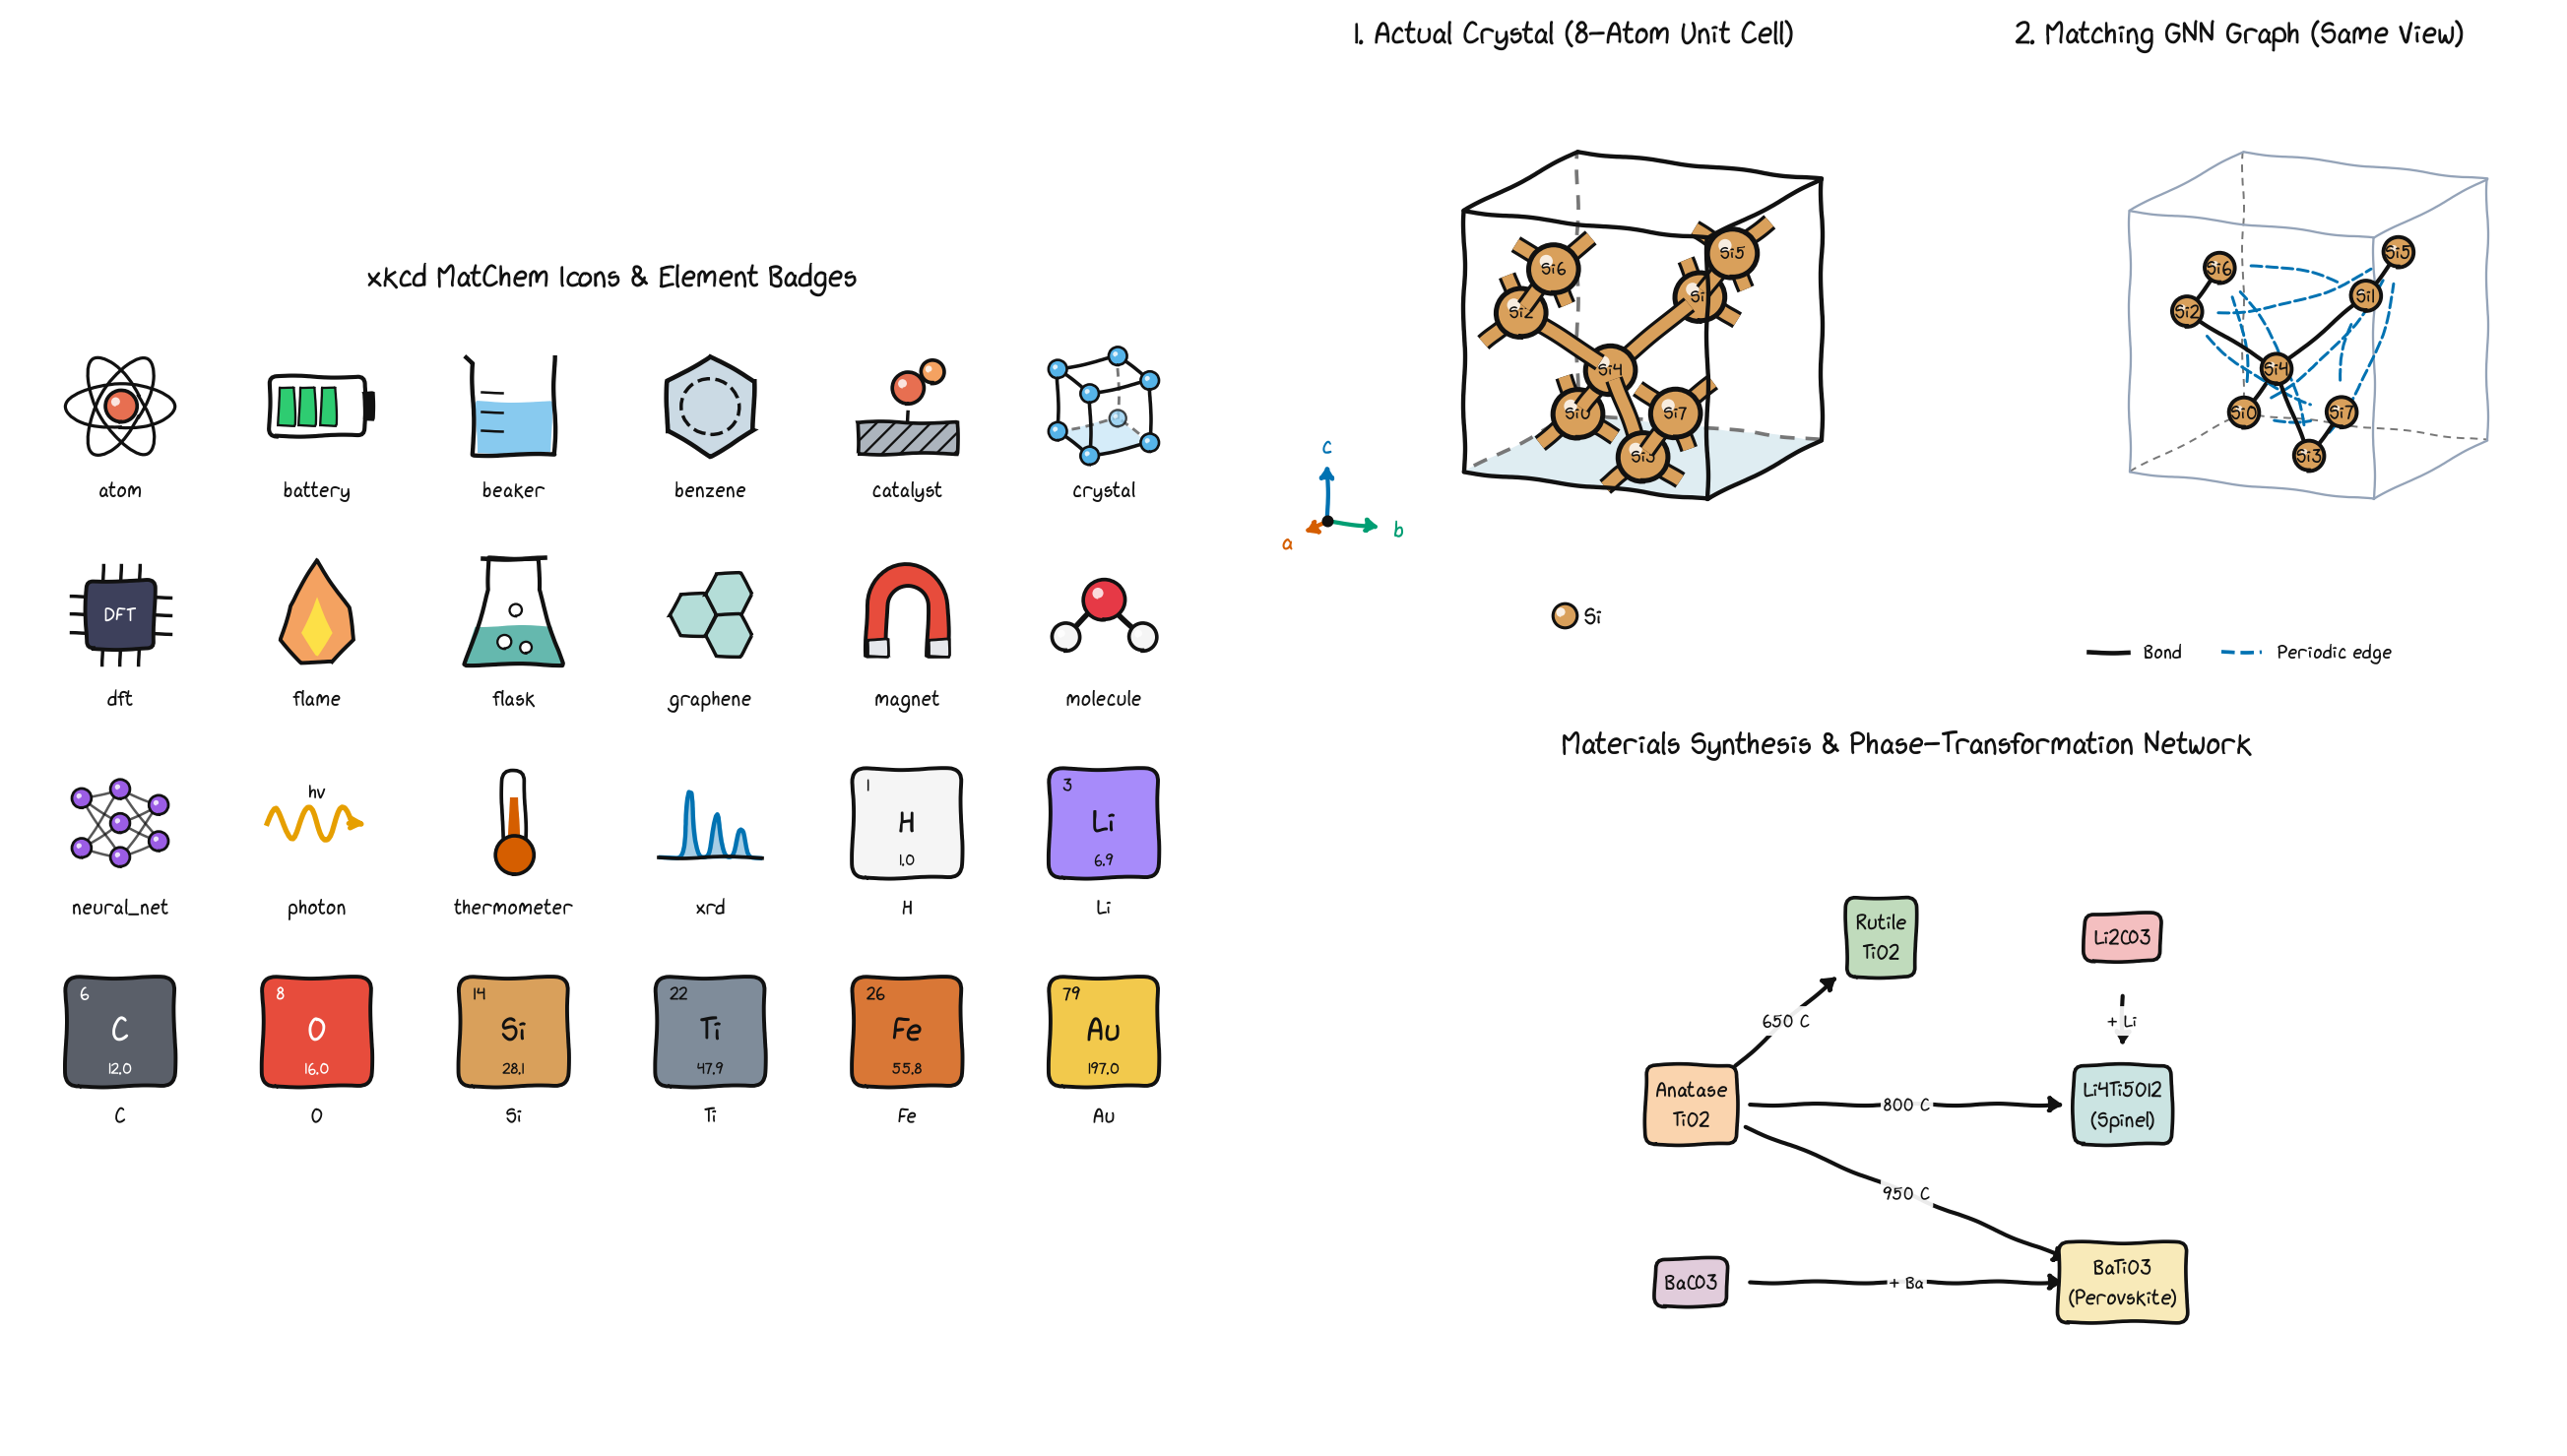 xkcd MatChem Icons & Element Badges
atom
battery
beaker
benzene
catalyst
crystal
DFT
dft
flame
flask
graphene
magnet
molecule
hν
1
H
1.0
3
Li
6.9
neural_net
photon
thermometer
xrd
H
Li
6
C
12.0
8
O
16.0
14
Si
28.1
22
Ti
47.9
26
Fe
55.8
79
Au
197.0
C
O
Si
Ti
Fe
Au
1. Actual Crystal (8-Atom Unit Cell)
Si5
Si6
Si
Si2
Si4
Si0
Si7
Si3
c
b
a
Si
2. Matching GNN Graph (Same View)
Si5
Si6
Si1
Si2
Si4
Si0
Si7
Si3
Bond
Periodic edge
Materials Synthesis & Phase-Transformation Network
Rutile
TiO2
Li2CO3
650 C
+ Li
Anatase
TiO2
800 C
Li4Ti5O12
(Spinel)
950 C
BaCO3
+ Ba
BaTiO3
(Perovskite)